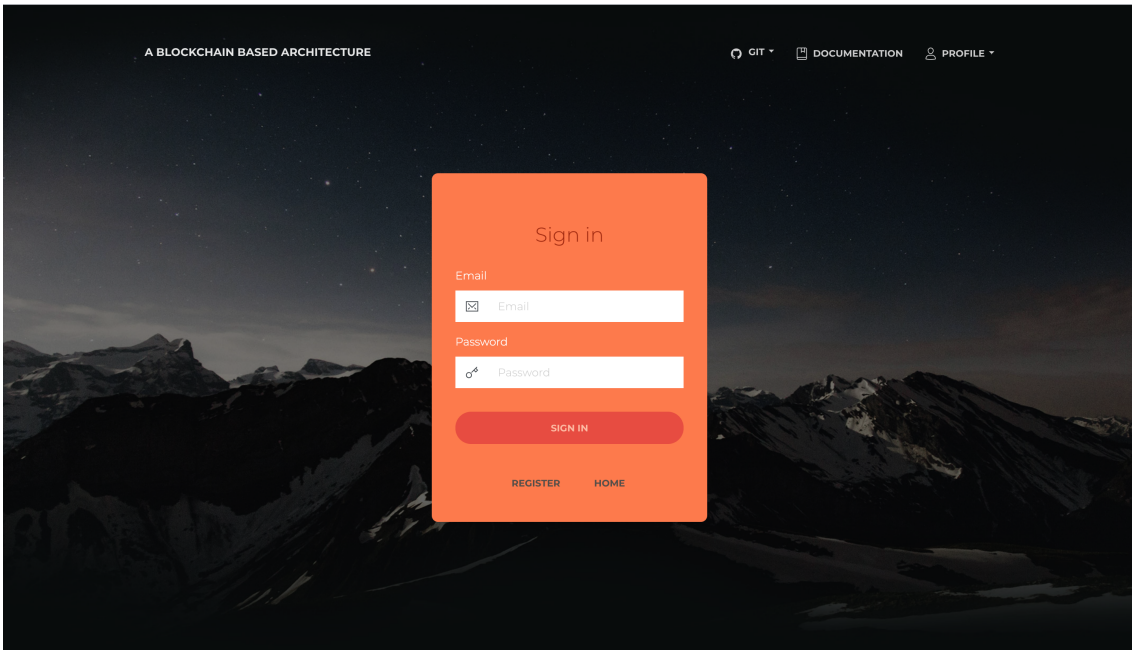 A BLOCKCHAIN BASED ARCHITECTURE
GIT DOCUMENTATION PROFILE
Sign in
Email
Email
Password
Password
SIGN IN
REGISTER HOME